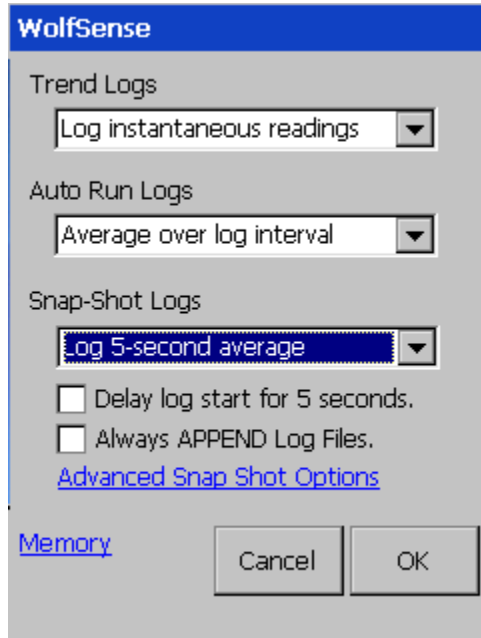 WolfSense
Trend Logs
Log instantaneous readings
Auto Run Logs
Average over log interval
Snap-Shot Logs
Log 5-second average
Delay log start for 5 seconds.
Always APPEND Log Files.
Advanced Snap Shot Options
Memory
Cancel
OK